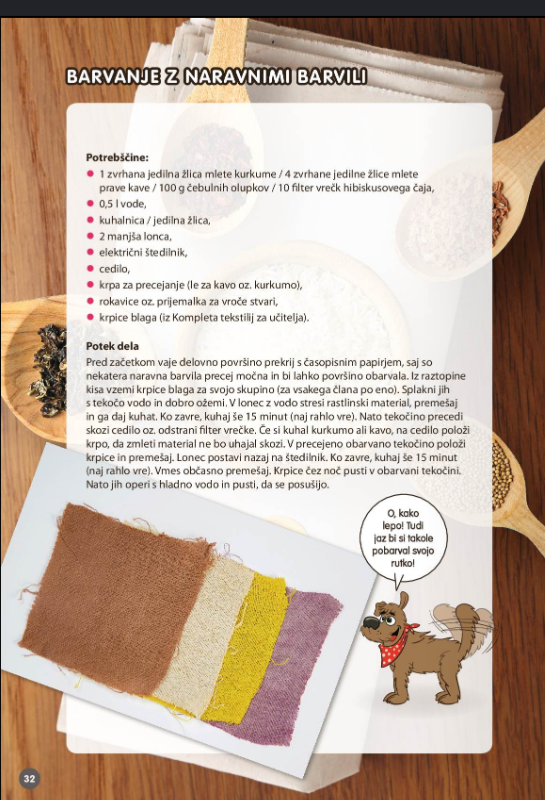 BARVANJE Z NARAVNIMI BARVILI
Potrebščine:
• 1 zvrhana jedilna žlica mlete kurkume / 4 zvrhane jedilne žlice mlete
prave kave / 100 g čebulnih olupkov / 10 filter vrečk hibiskusovega čaja,
• 0,5 l vode,
• kuhalnica / jedilna žlica,
• 2 manjša lonca,
• električni štedilnik,
• cedilo,
• krpa za precejanje (le za kavo oz. kurkumo),
• rokavice oz. prijemalka za vroče stvari,
• krpice blaga (iz Kompleta tekstilij za učitelja).
Potek dela
Pred začetkom vaje delovno površino prekrij s časopisnim papirjem, saj so
nekatera naravna barvila precej močna in bi lahko površino obarvala. Iz raztopine
kisa vzemi krpice blaga za svojo skupino (za vsakega člana po eno). Splakni jih
s tekočo vodo in dobro ožemi. V lonec z vodo stresi rastlinski material, premešaj
in ga daj kuhat. Ko zavre, kuhaj še 15 minut (naj rahlo vre). Nato tekočino precedi
skozi cedilo oz. odstrani filter vrečke. Če si kuhal kurkumo ali kavo, na cedilo položi
krpo, da zmleti material ne bo uhajal skozi. V precejeno obarvano tekočino položi
krpice in premešaj. Lonec postavi nazaj na štedilnik. Ko zavre, kuhaj še 15 minut
(naj rahlo vre). Vmes občasno premešaj. Krpice čez noč pusti v obarvani tekočini.
Nato jih operi s hladno vodo in pusti, da se posušijo.
O, kako
lepo! Tudi
jaz bi si takole
pobarval svojo
rutko!
32